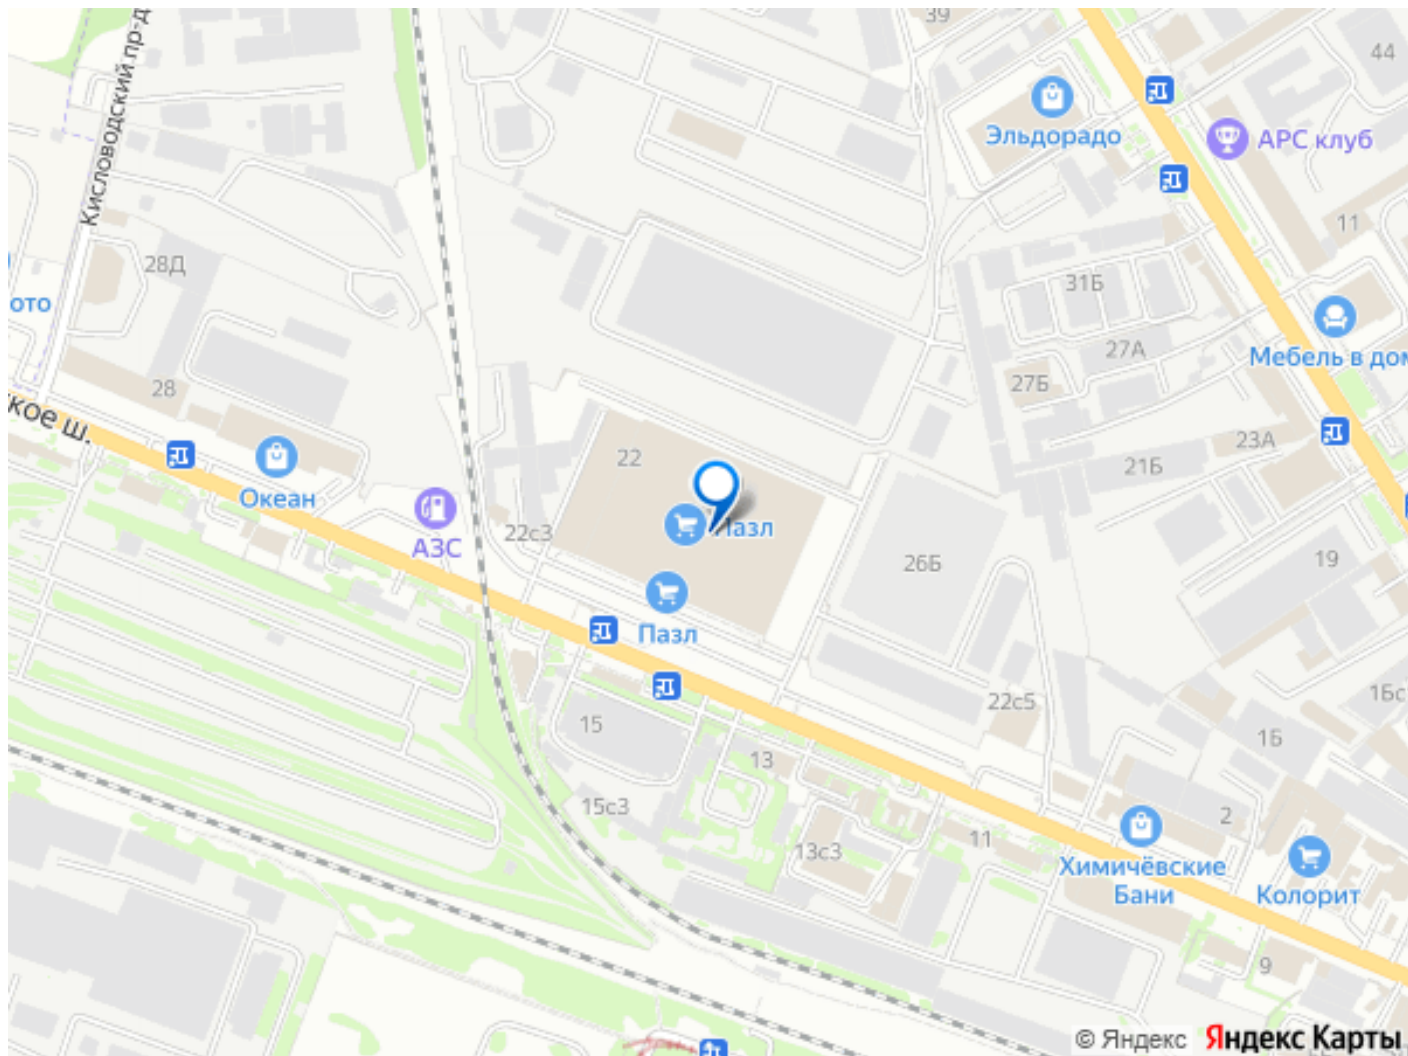 39
44
Кисловодский пр-д
Эльдорадо
АРС клуб
11
28Д
31Б
ото
27А
Мебель в дом
27Б
28
кое ш.
23А
22
21Б
Океан
АЗС
22с3
Пазл
26Б
19
Пазл
22с5
1Бс
15
1Б
13
15с3
2
11
13с3
Химичёвские
Бани
Колорит
9
© Яндекс
Яндекс Карты